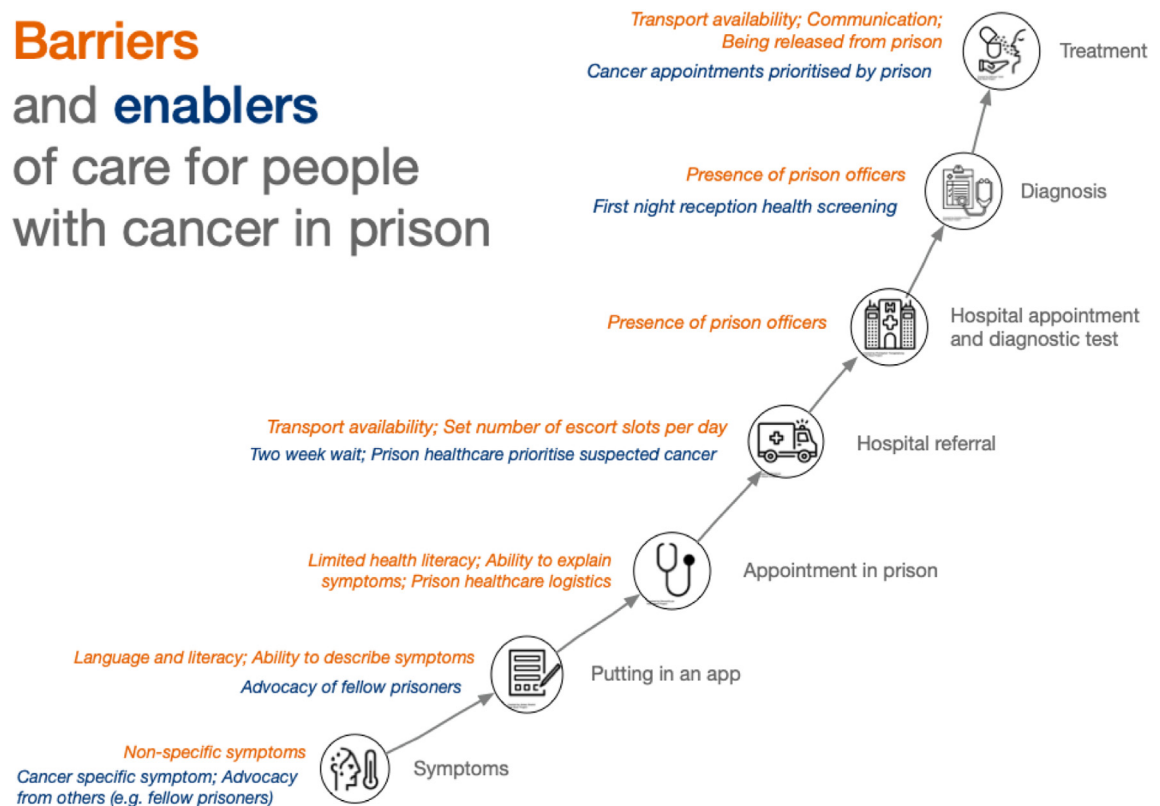 Barriers
and enablers
of care for people
with cancer in prison
Transport availability; Communication;
Being released from prison
Cancer appointments prioritised by prison
Treatment
Presence of prison officers
First night reception health screening
Diagnosis
Presence of prison officers
Hospital appointment
and diagnostic test
Transport availability; Set number of escort slots per day
Two week wait; Prison healthcare prioritise suspected cancer
Hospital referral
Limited health literacy; Ability to explain
symptoms; Prison healthcare logistics
Appointment in prison
Language and literacy; Ability to describe symptoms
Advocacy of fellow prisoners
Putting in an app
Non-specific symptoms
Cancer specific symptom; Advocacy
from others (e.g. fellow prisoners)
Symptoms